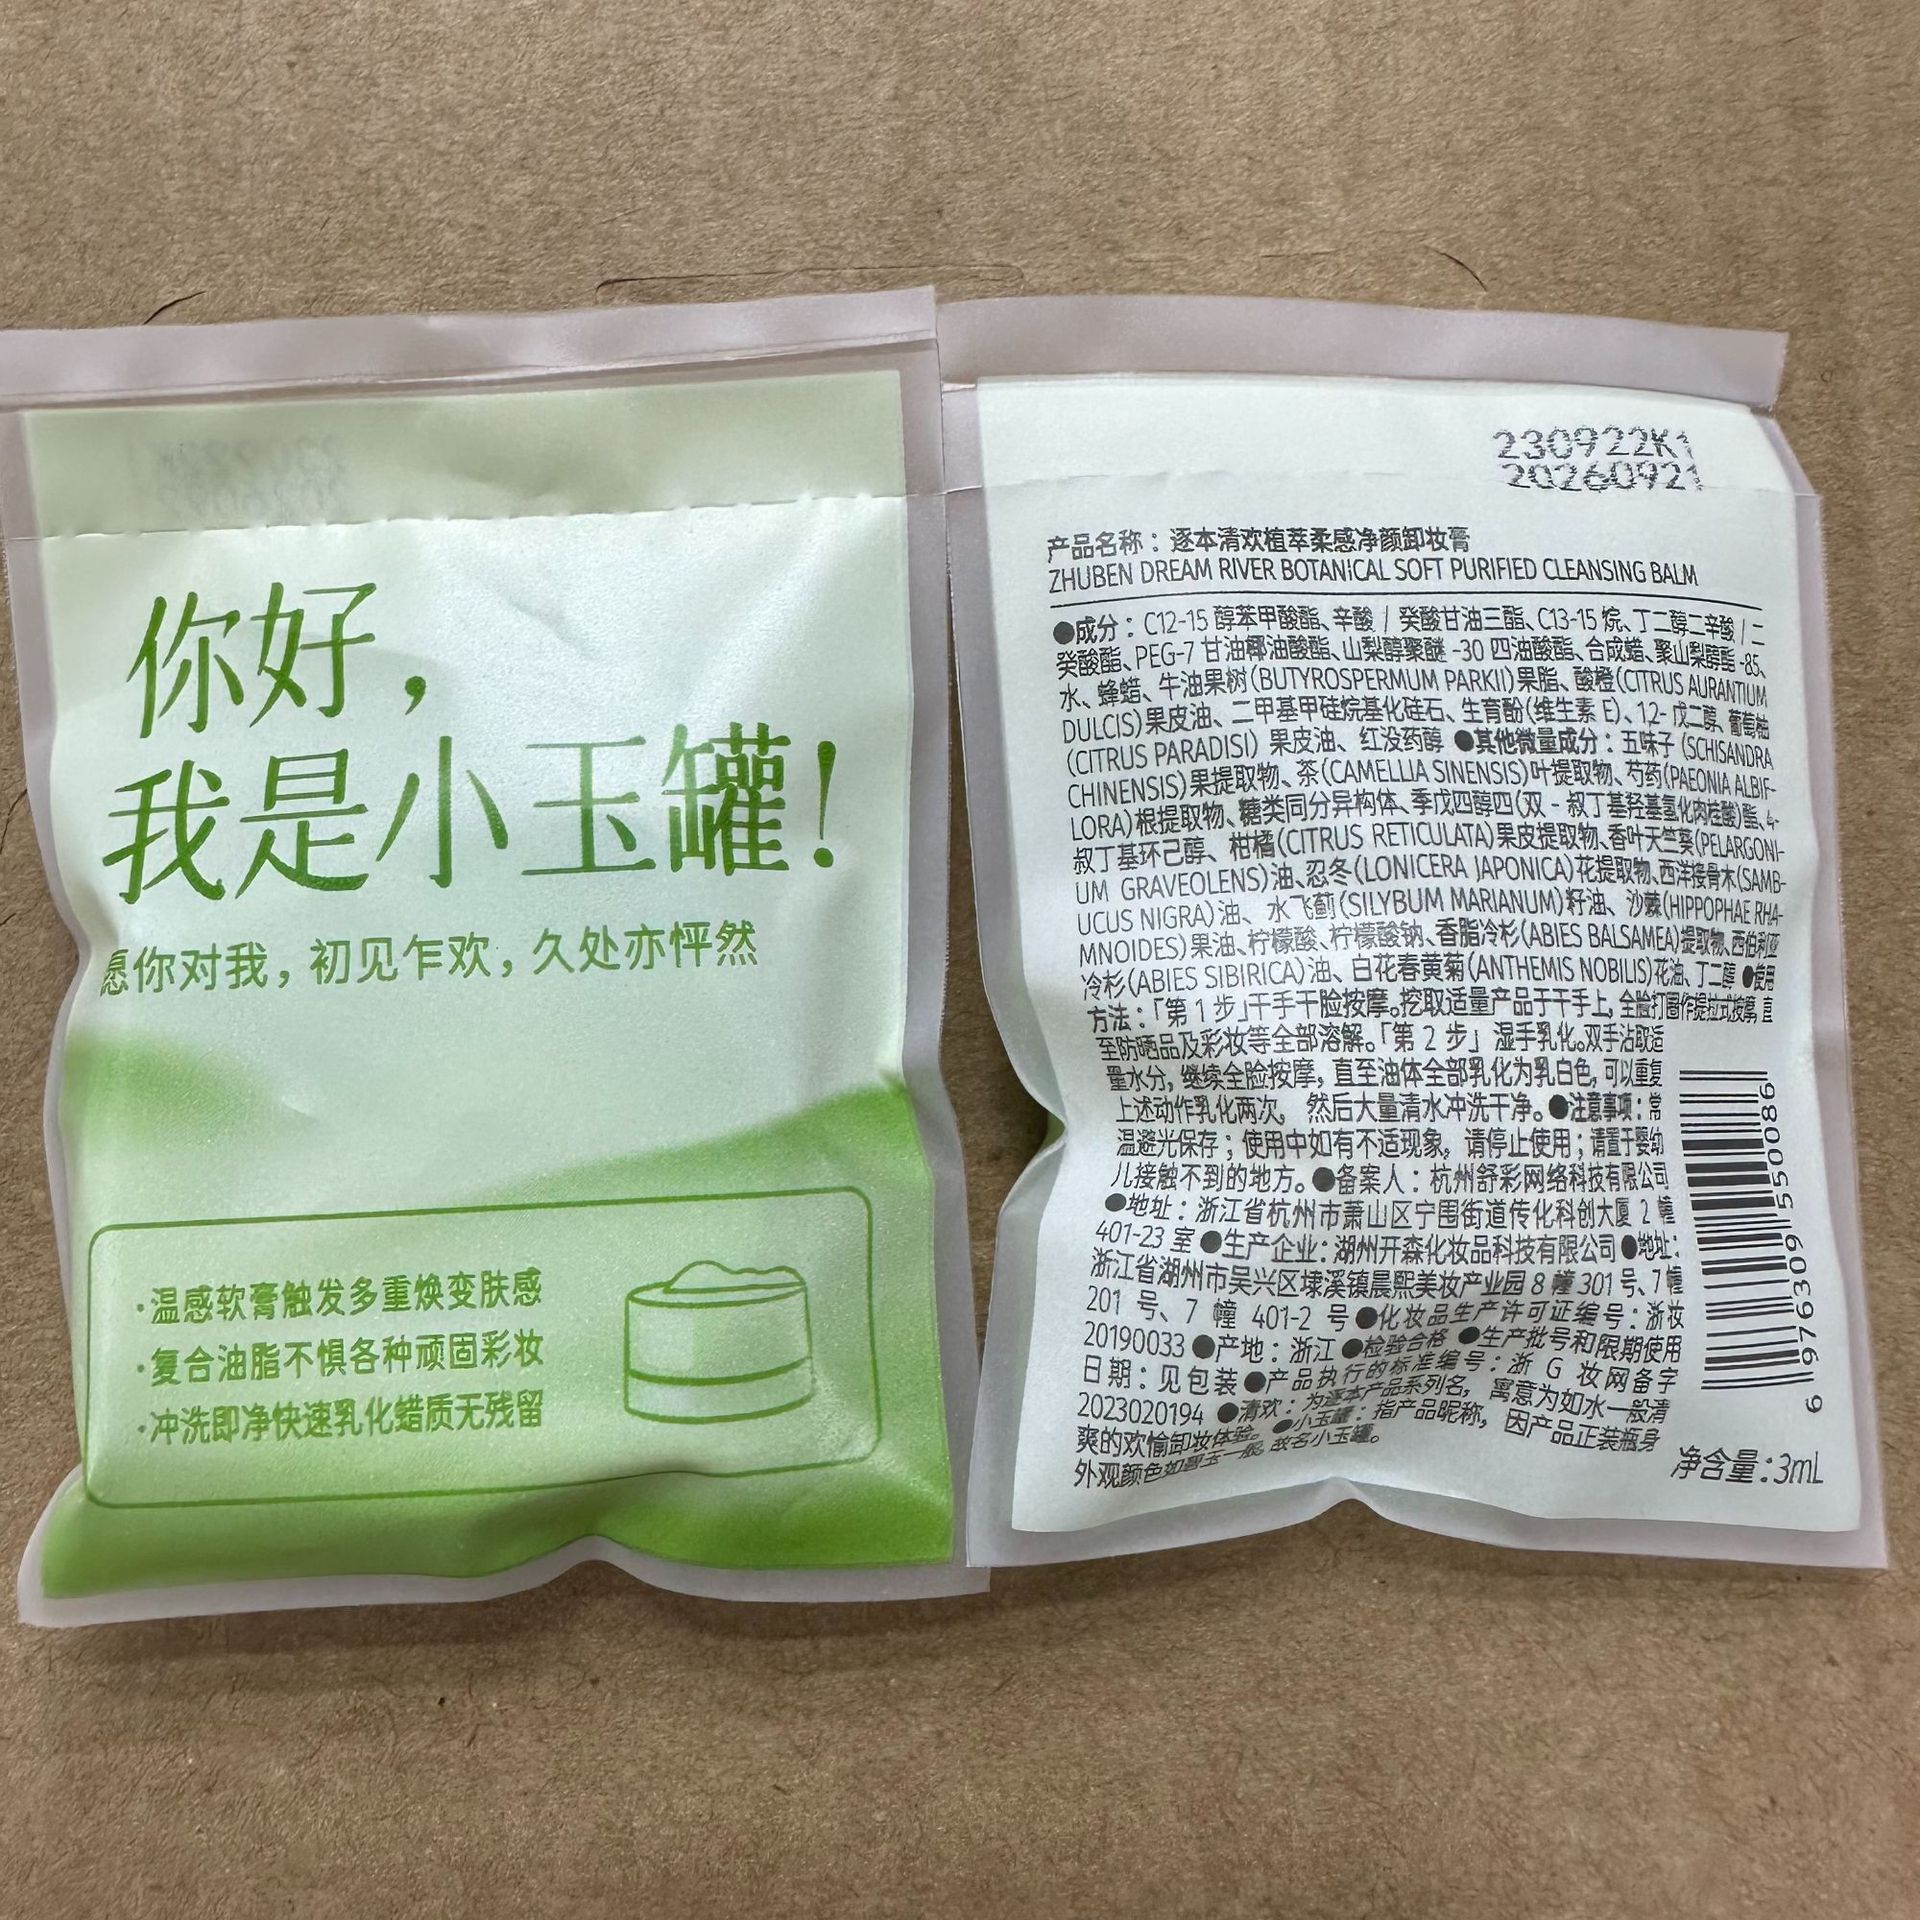 你好，
我是小玉罐！
愿你对我，初见乍欢，久处亦怦然
·温感软膏触发多重焕变肤感
·复合油脂不惧各种顽固彩妆
·冲洗即净快速乳化蜡质无残留
230922K1
20260921
产品名称：逐本清欢植萃柔感净颜卸妆膏
ZHUBEN DREAM RIVER BOTANICAL SOFT PURIFIED CLEANSING BALM
●成分：C12-15 醇苯甲酸酯、辛酸 / 癸酸甘油三酯、C13-15 烷、丁二醇二辛酸 / 二
癸酸酯、PEG-7 甘油椰油酸酯、山梨醇聚醚 -30 四油酸酯、合成蜡、聚山梨醇酯 -85、
水、蜂蜡、牛油果树(BUTYROSPERMUM PARKII)果脂、酸橙(CITRUS AURANTIUM
DULCIS)果皮油、二甲基甲硅烷基化硅石、生育酚(维生素 E)、1,2- 戊二醇、葡萄柚
(CITRUS PARADISI) 果皮油、红没药醇 ●其他微量成分：五味子 (SCHISANDRA
CHINENSIS)果提取物、茶(CAMELLIA SINENSIS)叶提取物、芍药(PAEONIA ALBIF-
LORA)根提取物、糖类同分异构体、季戊四醇四(双 - 叔丁基羟基氢化肉桂酸)酯、4-
叔丁基环己醇、柑橘(CITRUS RETICULATA)果皮提取物、香叶天竺葵(PELARGONI-
UM GRAVEOLENS)油、忍冬(LONICERA JAPONICA)花提取物、西洋接骨木(SAMB-
UCUS NIGRA)油、水飞蓟(SILYBUM MARIANUM)籽油、沙棘(HIPPOPHAE RHA-
MNOIDES)果油、柠檬酸、柠檬酸钠、香脂冷杉(ABIES BALSAMEA)提取物、西伯利亚
冷杉(ABIES SIBIRICA)油、白花春黄菊(ANTHEMIS NOBILIS)花油、丁二醇 ●使用
方法：「第 1 步」干手干脸按摩。挖取适量产品于干手上，全脸打圈作提拉式按摩，直
至防晒品及彩妆等全部溶解。「第 2 步」 湿手乳化。双手沾取适
量水分，继续全脸按摩，直至油体全部乳化为乳白色，可以重复
上述动作乳化两次，然后大量清水冲洗干净。●注意事项：常
温避光保存；使用中如有不适现象，请停止使用；请置于婴幼
儿接触不到的地方。●备案人：杭州舒彩网络科技有限公司
●地址：浙江省杭州市萧山区宁围街道传化科创大厦 2 幢
401-23 室 ●生产企业：湖州开森化妆品科技有限公司 ●地址：
浙江省湖州市吴兴区埭溪镇晨熙美妆产业园 8 幢 301 号、7 幢
201 号、7 幢 401-2 号 ●化妆品生产许可证编号：浙妆
20190033 ●产地：浙江 ●检验合格 ●生产批号和限期使用
日期：见包装 ●产品执行的标准编号：浙 G 妆网备字
2023020194 ●清欢：为逐本产品系列名，寓意为如水一般清
爽的欢愉卸妆体验。●小玉罐：指产品昵称，因产品正装瓶身
外观颜色如碧玉一般，故名小玉罐。
净含量：3mL
6 976309 550086